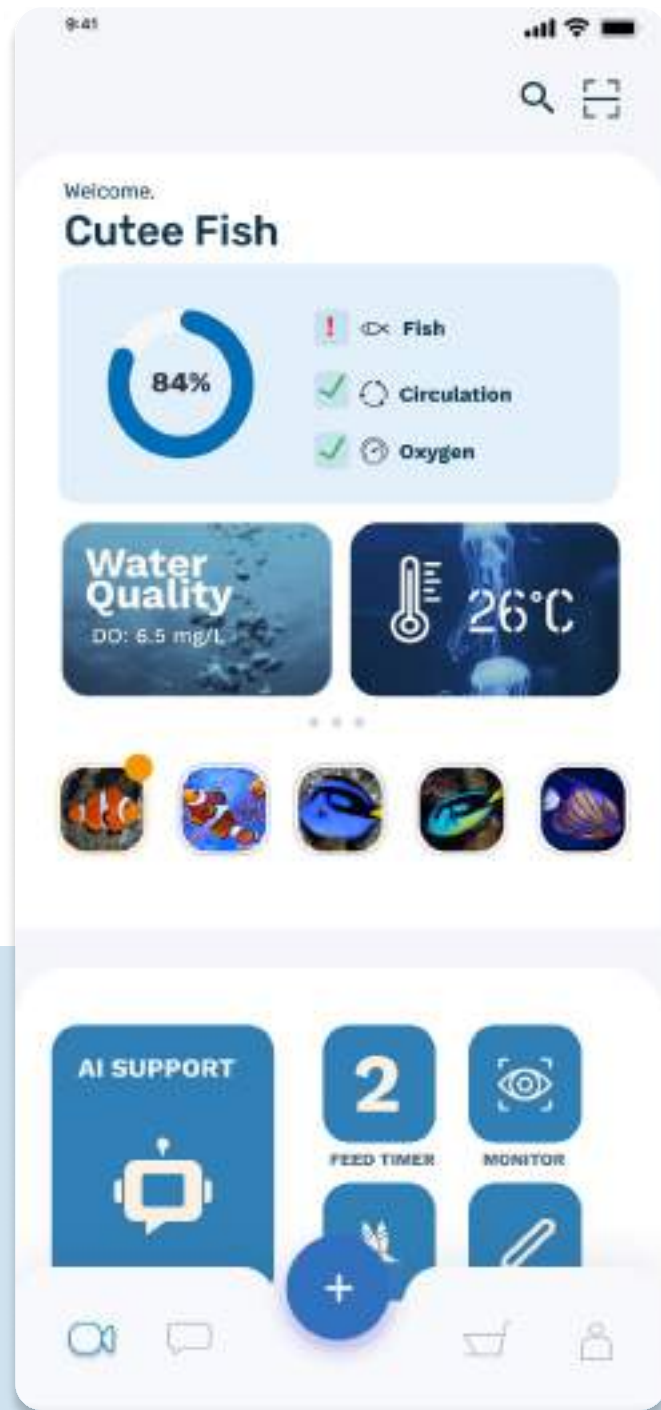 9:41
Welcome.
Cutee Fish
84%
! Fish
Circulation
Oxygen
Water
Quality
DO: 6.5 mg/L
26°C
AI SUPPORT
2
FEED TIMER
MONITOR
+